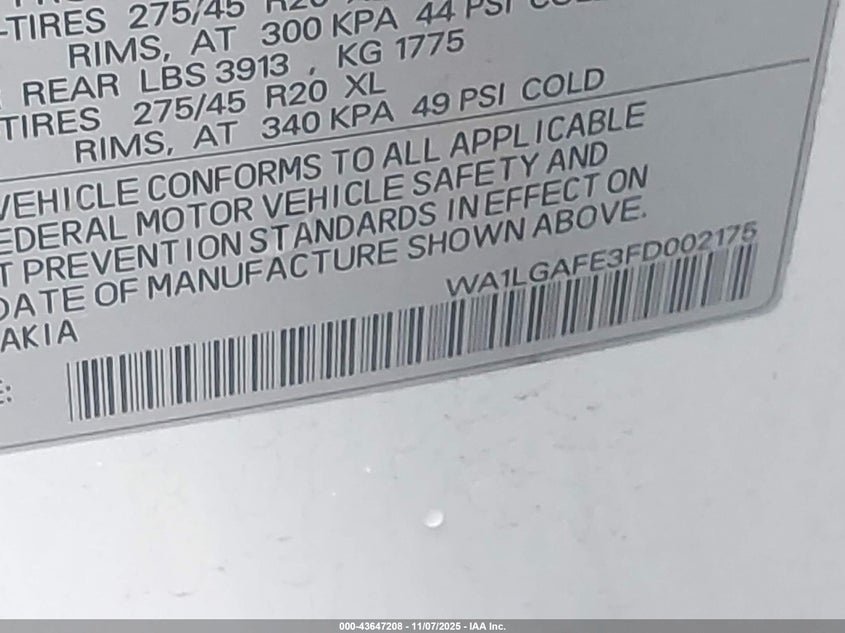 -TIRES 275/45 R20
RIMS, AT 300 KPA 44 PSI
REAR LBS 3913 , KG 1775
TIRES 275/45 R20 XL
RIMS, AT 340 KPA 49 PSI COLD
VEHICLE CONFORMS TO ALL APPLICABLE
EDERAL MOTOR VEHICLE SAFETY AND
T PREVENTION STANDARDS IN EFFECT ON
DATE OF MANUFACTURE SHOWN ABOVE.
WA1LGAFE3FD002175
AKIA
E:
000-43647208 - 11/07/2025 - IAA Inc.